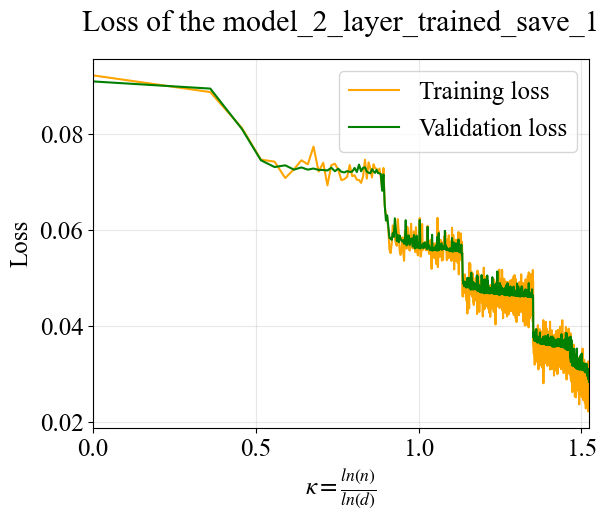 Loss of the model_2_layer_trained_save_1
Training loss
Validation loss
Loss
0.08
0.06
0.04
0.02
0.0 0.5 1.0 1.5
κ = ln(n)/ln(d)